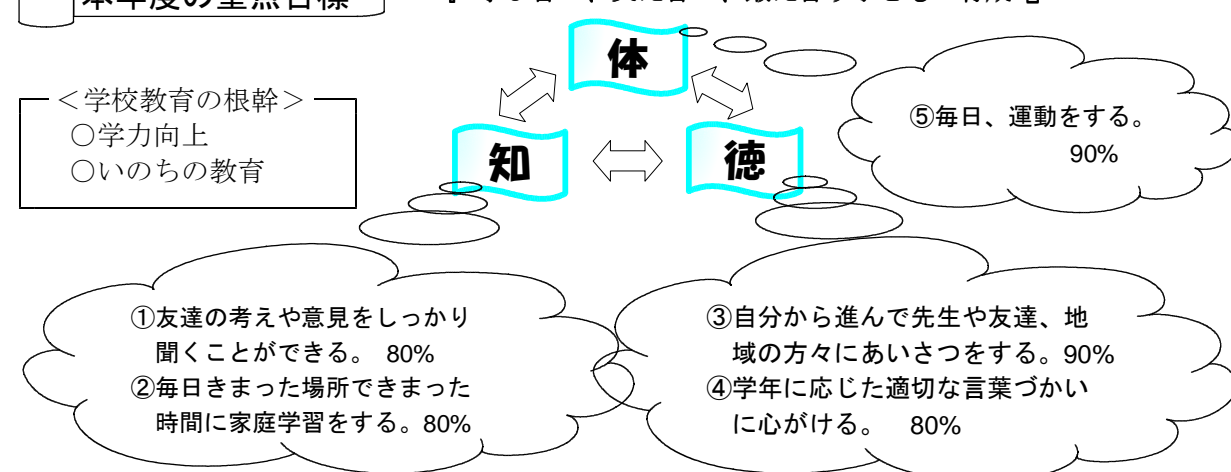 本年度の重点目標
＜学校教育の根幹＞
○学力向上
○いのちの教育
体
知
徳
⑤毎日、運動をする。
90%
①友達の考えや意見をしっかり
聞くことができる。 80%
②毎日きまった場所できまった
時間に家庭学習をする。80%
③自分から進んで先生や友達、地
域の方々にあいさつをする。90%
④学年に応じた適切な言葉づかい
に心がける。 80%